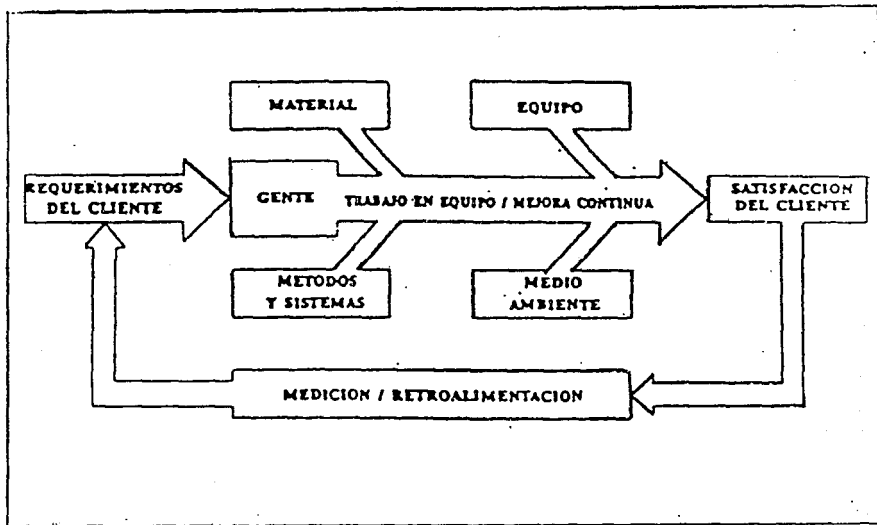 MATERIAL
EQUIPO
REQUERIMIENTOS
DEL CLIENTE
GENTE
TRABAJO EN EQUIPO / MEJORA CONTINUA
SATISFACCION
DEL CLIENTE
METODOS
Y SISTEMAS
MEDIO
AMBIENTE
MEDICION / RETROALIMENTACION